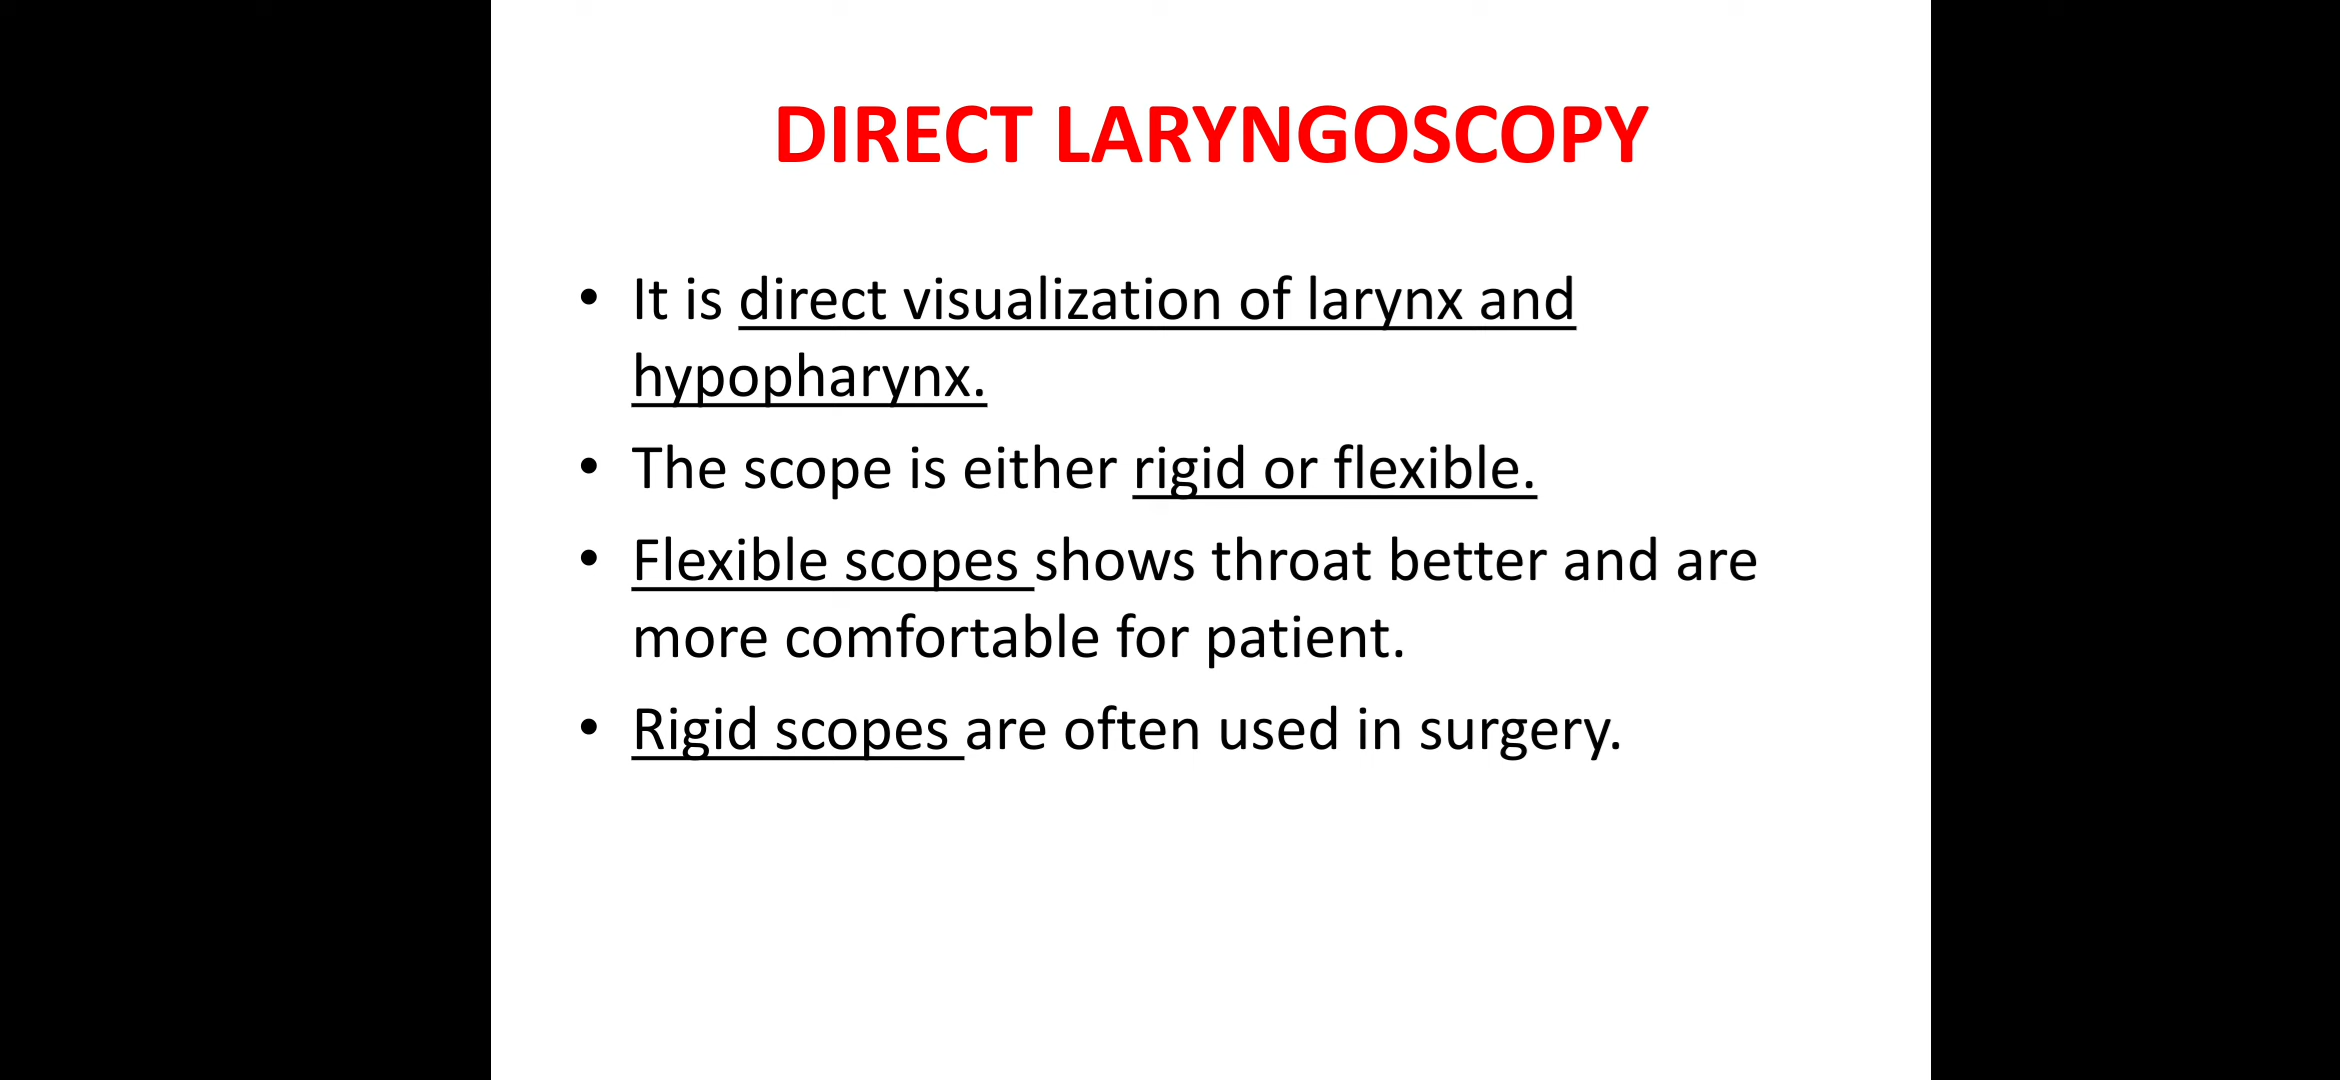 DIRECT LARYNGOSCOPY
• It is direct visualization of larynx and
hypopharynx.
• The scope is either rigid or flexible.
• Flexible scopes shows throat better and are
more comfortable for patient.
• Rigid scopes are often used in surgery.